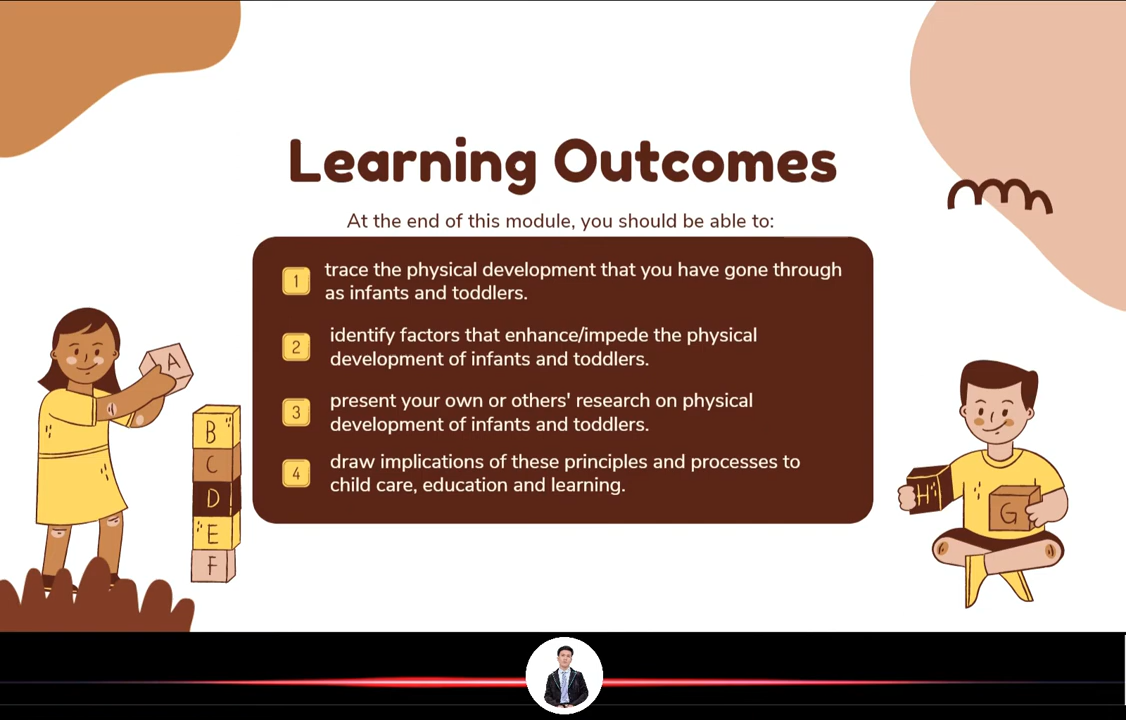 Learning Outcomes
At the end of this module, you should be able to:
1 trace the physical development that you have gone through
as infants and toddlers.
2 identify factors that enhance/impede the physical
development of infants and toddlers.
3 present your own or others' research on physical
development of infants and toddlers.
4 draw implications of these principles and processes to
child care, education and learning.
A
B
C
D
E
F
H
G